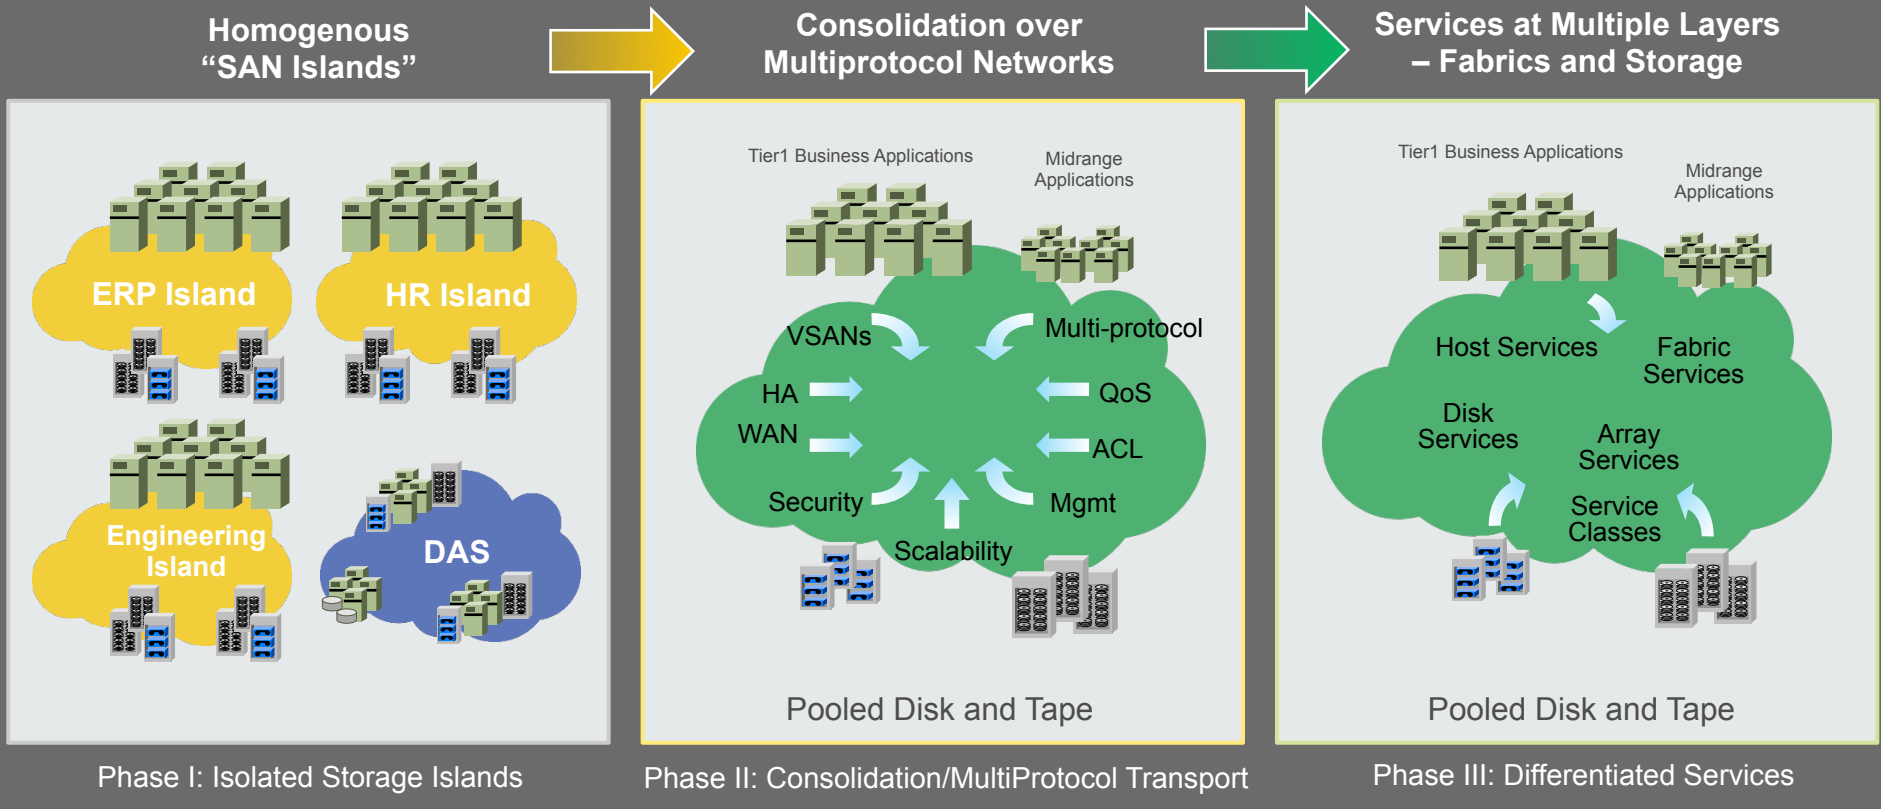 Homogenous
“SAN Islands”
Consolidation over
Multiprotocol Networks
Services at Multiple Layers
– Fabrics and Storage
ERP Island
HR Island
Engineering
Island
DAS
Tier1 Business Applications
Midrange
Applications
VSANs
Multi-protocol
HA
QoS
WAN
ACL
Security
Mgmt
Scalability
Pooled Disk and Tape
Tier1 Business Applications
Midrange
Applications
Host Services
Fabric
Services
Disk
Services
Array
Services
Service
Classes
Pooled Disk and Tape
Phase I: Isolated Storage Islands
Phase II: Consolidation/MultiProtocol Transport
Phase III: Differentiated Services